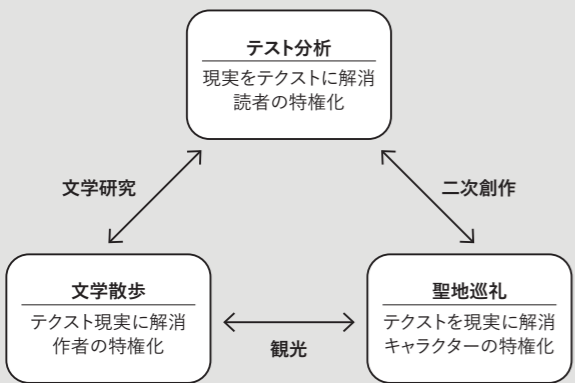 テスト分析
現実をテクストに解消
読者の特権化
文学研究
二次創作
文学散歩
テクスト現実に解消
作者の特権化
観光
聖地巡礼
テクストを現実に解消
キャラクターの特権化